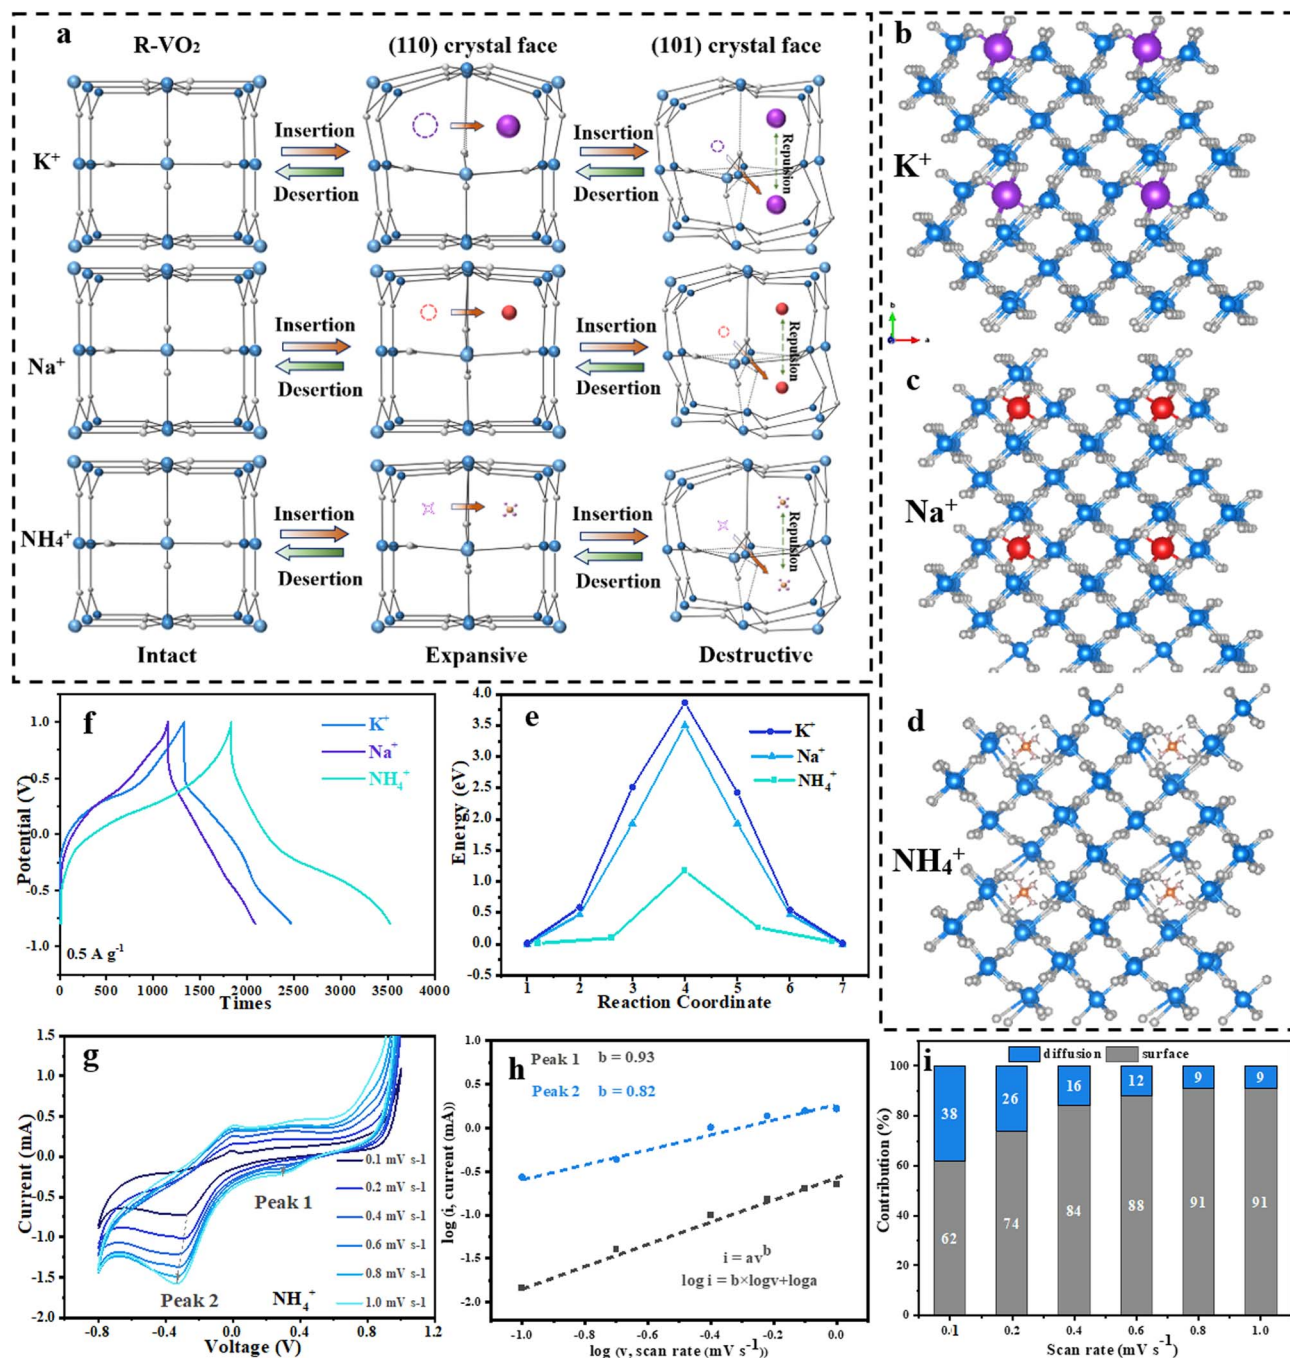 a
R-VO₂
(110) crystal face
(101) crystal face
K⁺
Insertion
Desertion
Insertion
Desertion
Repulsion
Na⁺
Insertion
Desertion
Insertion
Desertion
Repulsion
NH₄⁺
Insertion
Desertion
Insertion
Desertion
Repulsion
Intact
Expansive
Destructive
b
K⁺
b
a
c
Na⁺
d
NH₄⁺
f
K⁺
Na⁺
NH₄⁺
Potential (V)
1.0
0.5
0.0
-0.5
-1.0
0.5 A g⁻¹
0 500 1000 1500 2000 2500 3000 3500 4000
Times
e
K⁺
Na⁺
NH₄⁺
Energy (eV)
4.0
3.5
3.0
2.5
2.0
1.5
1.0
0.5
0.0
-0.5
1 2 3 4 5 6 7
Reaction Coordinate
g
Current (mA)
1.5
1.0
0.5
0.0
-0.5
-1.0
-1.5
-2.0
0.1 mV s-1
0.2 mV s-1
0.4 mV s-1
0.6 mV s-1
0.8 mV s-1
1.0 mV s-1
Peak 1
Peak 2
NH₄⁺
-0.8 -0.4 0.0 0.4 0.8 1.2
Voltage (V)
h
Peak 1 b = 0.93
Peak 2 b = 0.82
log (i, current (mA))
1.0
0.5
0.0
-0.5
-1.0
-1.5
-2.0
i = avᵇ
log i = b×logv+loga
-1.0 -0.8 -0.6 -0.4 -0.2 0.0
log (v, scan rate (mV s⁻¹))
i
diffusion surface
Contribution (%)
100
80
60
40
20
0
38 26 16 12 9 9
62 74 84 88 91 91
0.1 0.2 0.4 0.6 0.8 1.0
Scan rate (mV s⁻¹)